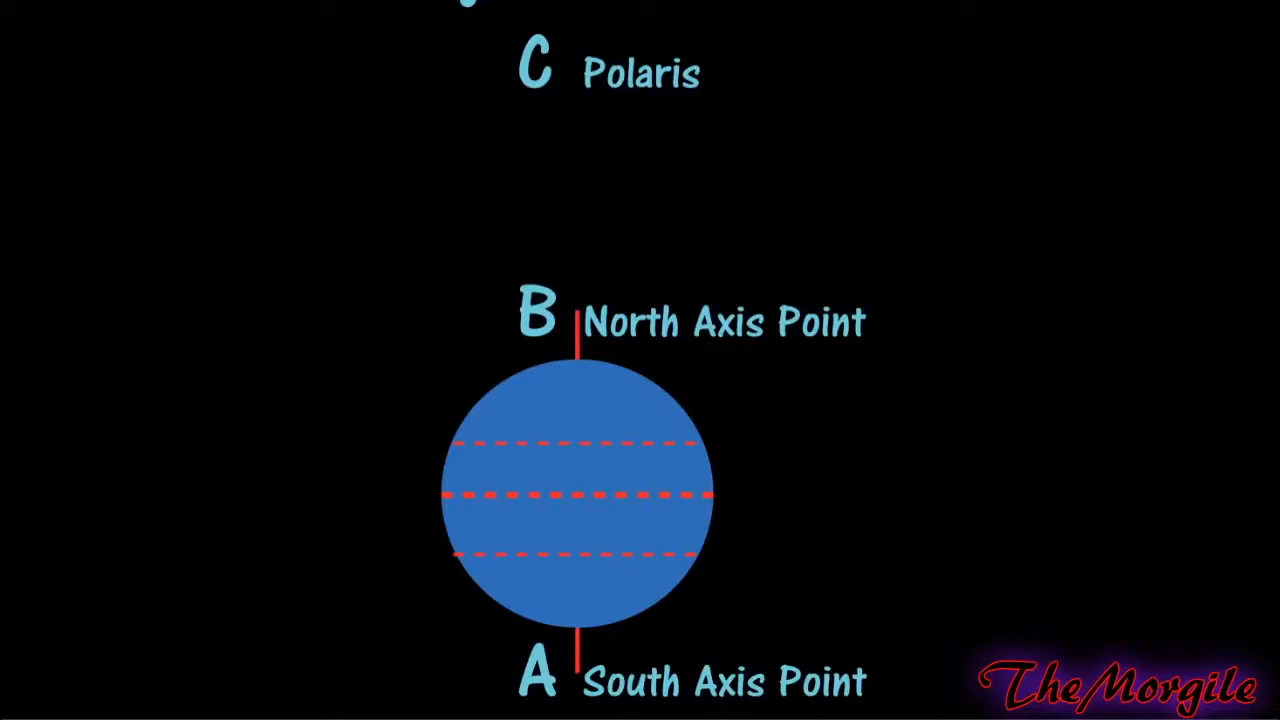 C Polaris
B North Axis Point
A South Axis Point
TheMorgile